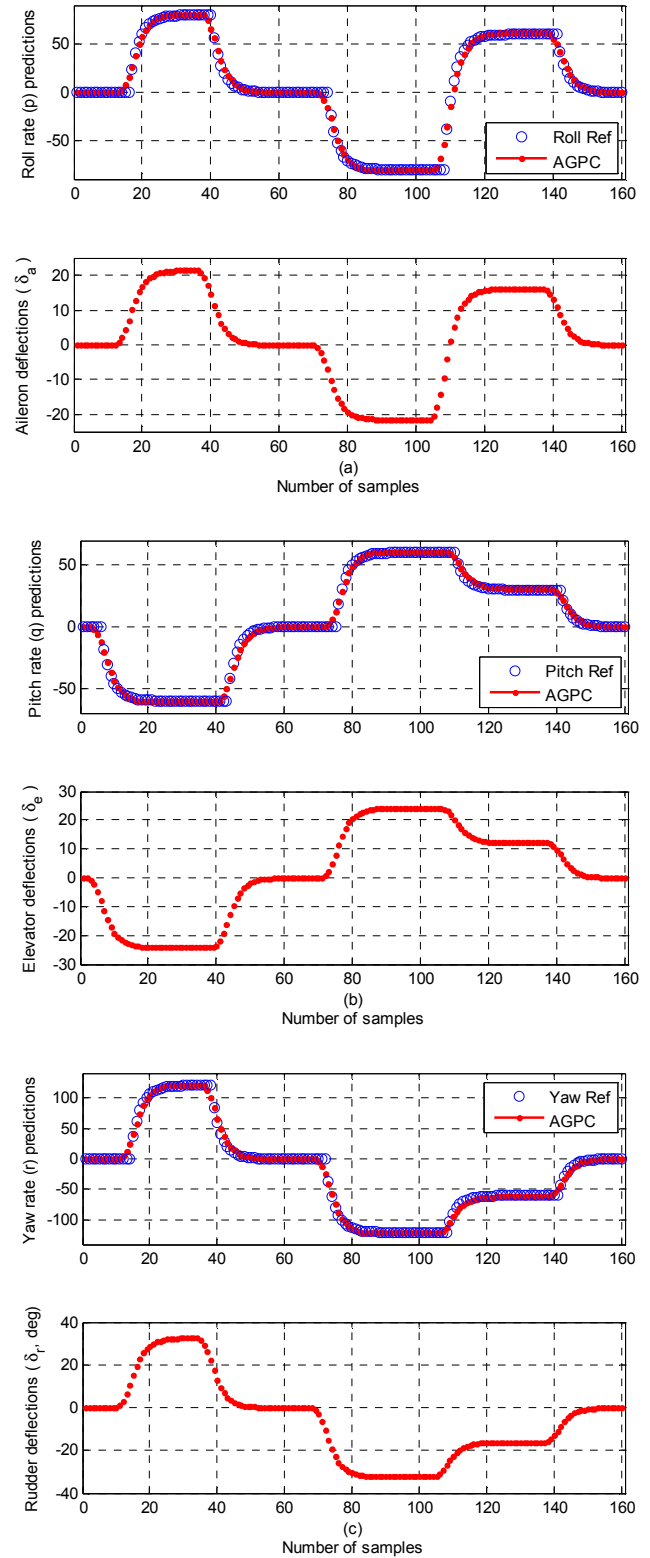 Roll rate (p) predictions
50
0
-50
0 20 40 60 80 100 120 140 160
Roll Ref
AGPC
Aileron deflections ( δa )
20
10
0
-10
-20
0 20 40 60 80 100 120 140 160
(a)
Number of samples
Pitch rate (q) predictions
50
0
-50
0 20 40 60 80 100 120 140 160
Pitch Ref
AGPC
Elevator deflections ( δe )
30
20
10
0
-10
-20
-30
0 20 40 60 80 100 120 140 160
(b)
Number of samples
Yaw rate (r) predictions
100
50
0
-50
-100
0 20 40 60 80 100 120 140 160
Yaw Ref
AGPC
Rudder deflections ( δr, deg)
40
20
0
-20
-40
0 20 40 60 80 100 120 140 160
(c)
Number of samples